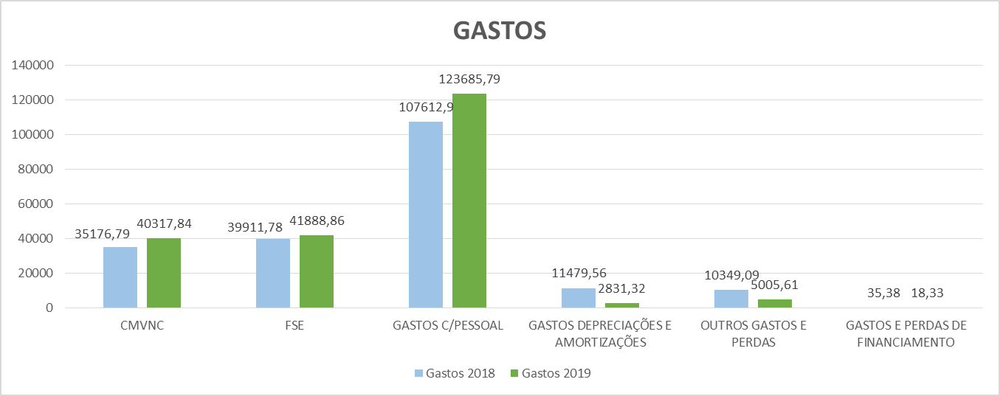 GASTOS
140000
120000
100000
80000
60000
40000
20000
0
35176,79
40317,84
39911,78
41888,86
107612,9
123685,79
11479,56
2831,32
10349,09
5005,61
35,38
18,33
CMVNC
FSE
GASTOS C/PESSOAL
GASTOS DEPRECIAÇÕES E
AMORTIZAÇÕES
OUTROS GASTOS E
PERDAS
GASTOS E PERDAS DE
FINANCIAMENTO
Gastos 2018
Gastos 2019